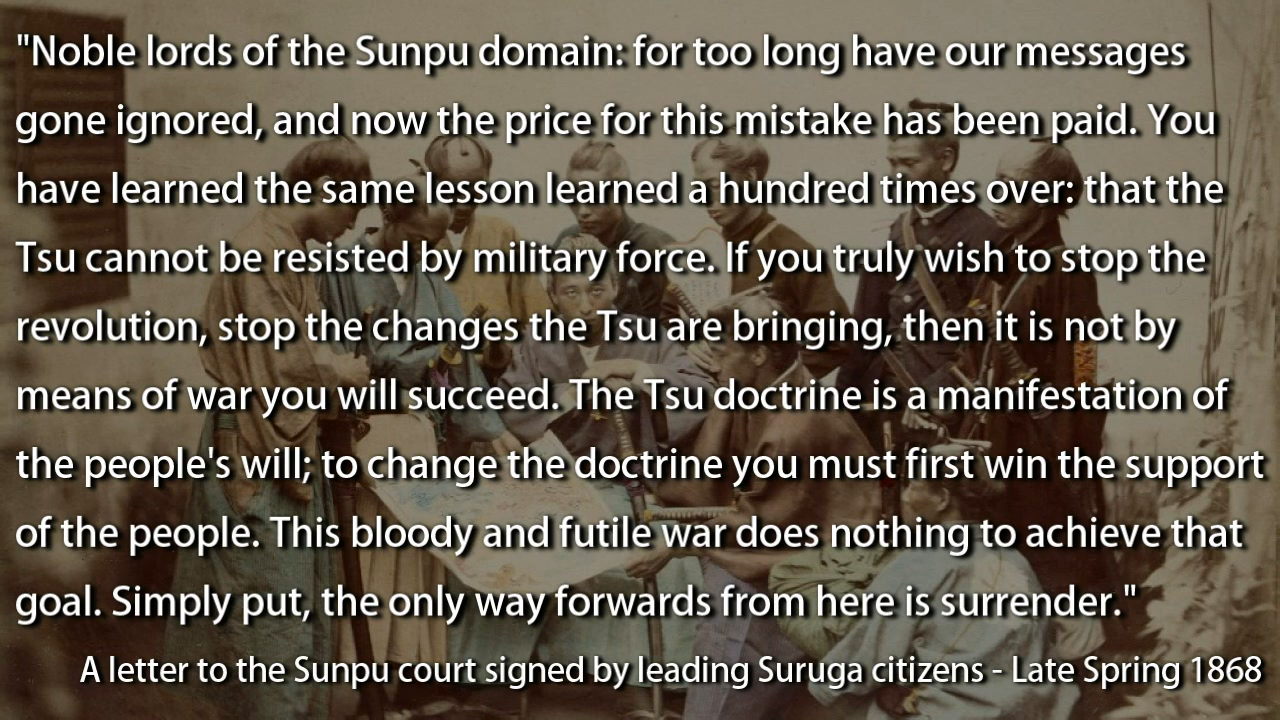 "Noble lords of the Sunpu domain: for too long have our messages
gone ignored, and now the price for this mistake has been paid. You
have learned the same lesson learned a hundred times over: that the
Tsu cannot be resisted by military force. If you truly wish to stop the
revolution, stop the changes the Tsu are bringing, then it is not by
means of war you will succeed. The Tsu doctrine is a manifestation of
the people's will; to change the doctrine you must first win the support
of the people. This bloody and futile war does nothing to achieve that
goal. Simply put, the only way forwards from here is surrender."
A letter to the Sunpu court signed by leading Suruga citizens - Late Spring 1868